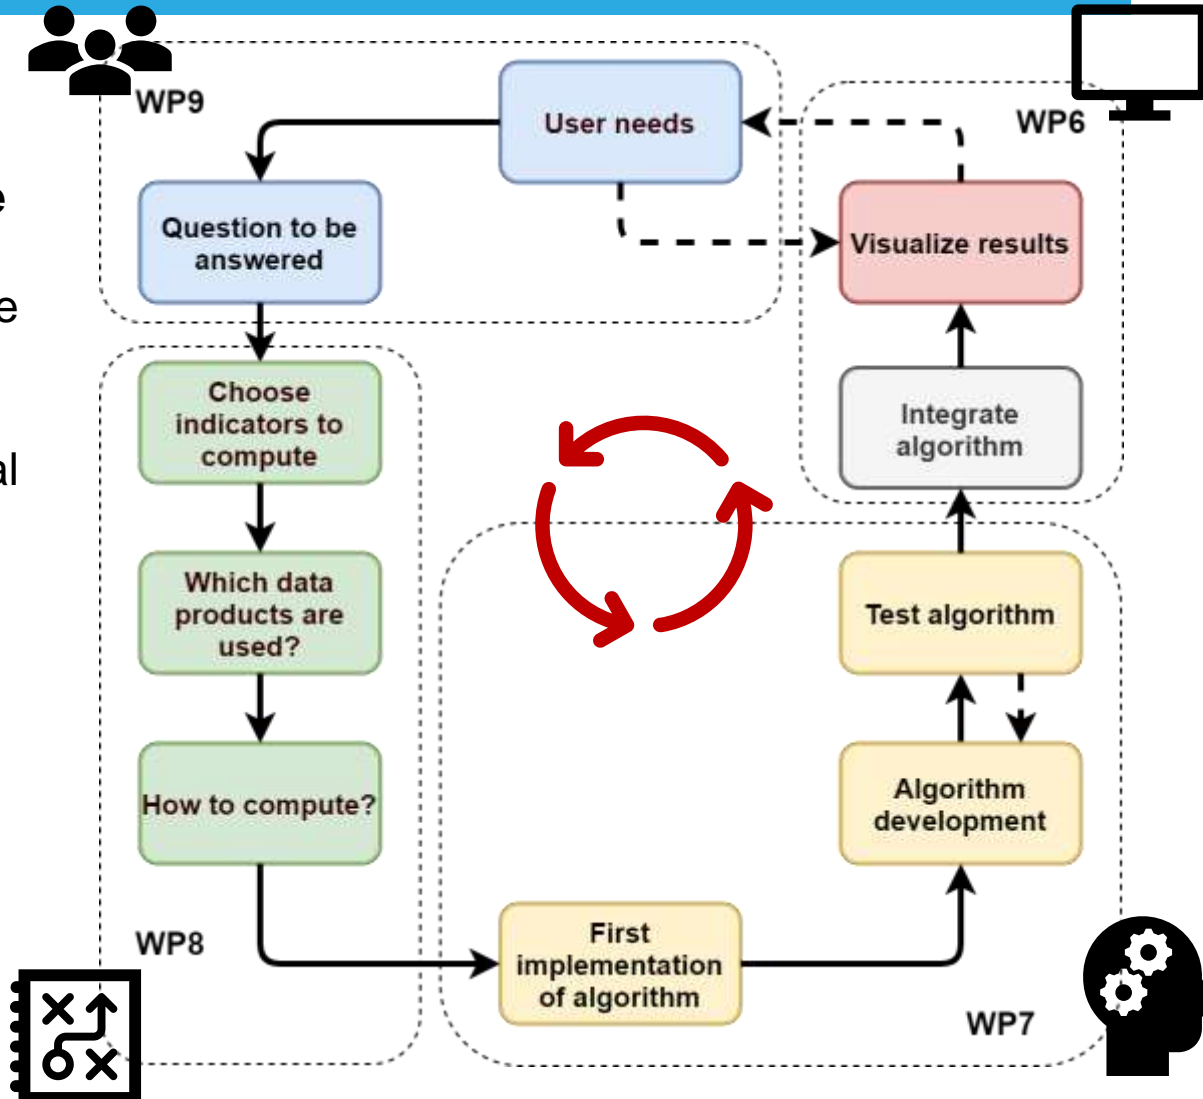 WP9
User needs
WP6
e
Question to be
answered
Visualize results
e
Choose
indicators to
compute
Integrate
algorithm
al
Which data
products are
used?
Test algorithm
How to compute?
Algorithm
development
WP8
First
implementation
of algorithm
WP7